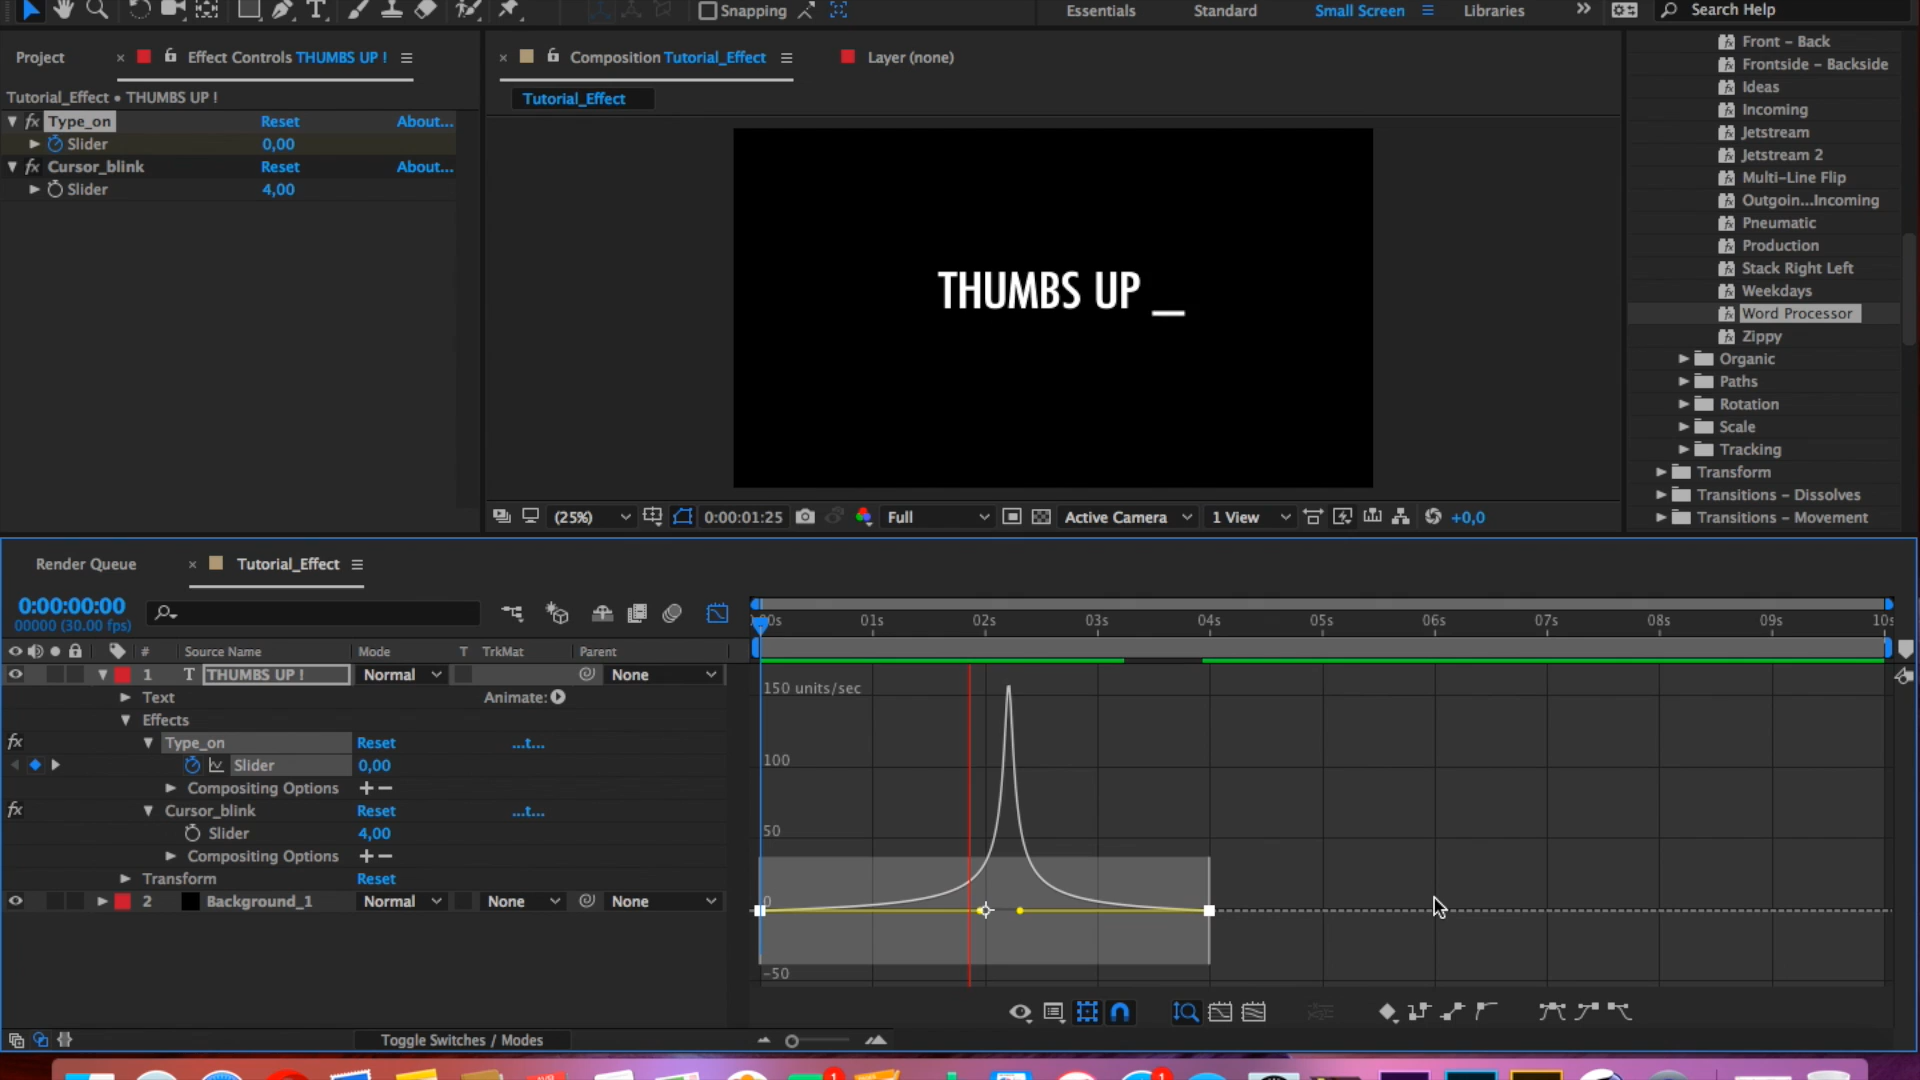 Snapping
Essentials
Standard
Small Screen
Libraries
Search Help
Project
Effect Controls THUMBS UP !
Composition Tutorial_Effect
Layer (none)
Tutorial_Effect • THUMBS UP !
fx Type_on Reset About...
Slider 0,00
fx Cursor_blink Reset About...
Slider 4,00
Tutorial_Effect
THUMBS UP _
(25%)
0:00:01:25
Full
Active Camera
1 View
+0,0
Front – Back
Frontside – Backside
Ideas
Incoming
Jetstream
Jetstream 2
Multi-Line Flip
Outgoin...Incoming
Pneumatic
Production
Stack Right Left
Weekdays
Word Processor
Zippy
Organic
Paths
Rotation
Scale
Tracking
Transform
Transitions – Dissolves
Transitions – Movement
Render Queue
Tutorial_Effect
0:00:00:00
00000 (30.00 fps)
# Source Name Mode T TrkMat Parent
1 T THUMBS UP ! Normal None
Text Animate:
Effects
fx Type_on Reset ...t...
Slider 0,00
Compositing Options + –
fx Cursor_blink Reset ...t...
Slider 4,00
Compositing Options + –
Transform Reset
2 Background_1 Normal None None
Toggle Switches / Modes
01s 02s 03s 04s 05s 06s 07s 08s 09s
150 units/sec
100
50
0
-50